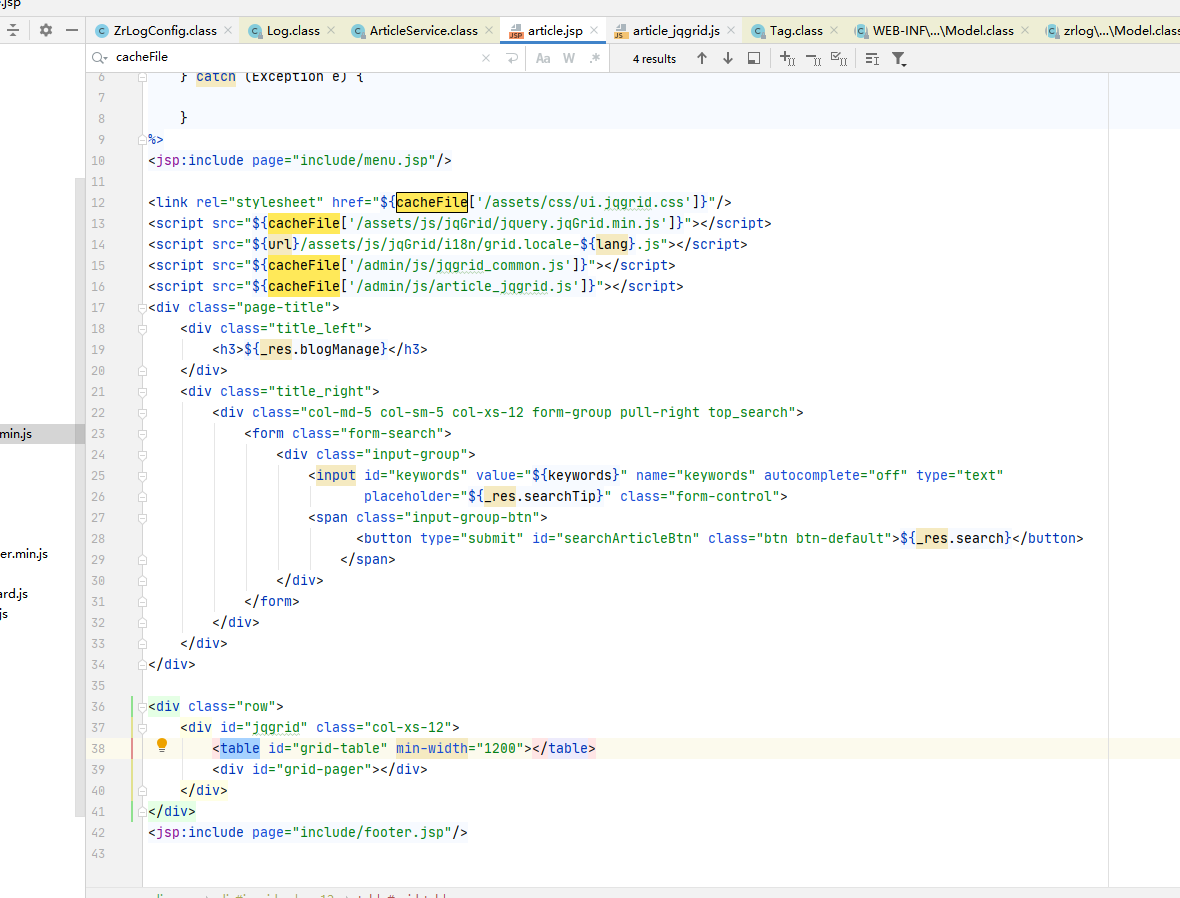 .jsp
ZrLogConfig.class Log.class ArticleService.class article.jsp article_jqgrid.js Tag.class WEB-INF\...\Model.class zrlog\...\Model.class
cacheFile Aa W .* 4 results
6 } catch (Exception e) {
7
8 }
9 %>
10 <jsp:include page="include/menu.jsp"/>
11
12 <link rel="stylesheet" href="${cacheFile['/assets/css/ui.jqgrid.css']}"/>
13 <script src="${cacheFile['/assets/js/jqGrid/jquery.jqGrid.min.js']}"></script>
14 <script src="${url}/assets/js/jqGrid/i18n/grid.locale-${lang}.js"></script>
15 <script src="${cacheFile['/admin/js/jqgrid_common.js']}"></script>
16 <script src="${cacheFile['/admin/js/article_jqgrid.js']}"></script>
17 <div class="page-title">
18 <div class="title_left">
19 <h3>${_res.blogManage}</h3>
20 </div>
21 <div class="title_right">
22 <div class="col-md-5 col-sm-5 col-xs-12 form-group pull-right top_search">
23 <form class="form-search">
24 <div class="input-group">
25 <input id="keywords" value="${keywords}" name="keywords" autocomplete="off" type="text"
26 placeholder="${_res.searchTip}" class="form-control">
27 <span class="input-group-btn">
28 <button type="submit" id="searchArticleBtn" class="btn btn-default">${_res.search}</button>
29 </span>
30 </div>
31 </form>
32 </div>
33 </div>
34 </div>
35
36 <div class="row">
37 <div id="jqgrid" class="col-xs-12">
38 <table id="grid-table" min-width="1200"></table>
39 <div id="grid-pager"></div>
40 </div>
41 </div>
42 <jsp:include page="include/footer.jsp"/>
43
min.js
er.min.js
ard.js
js